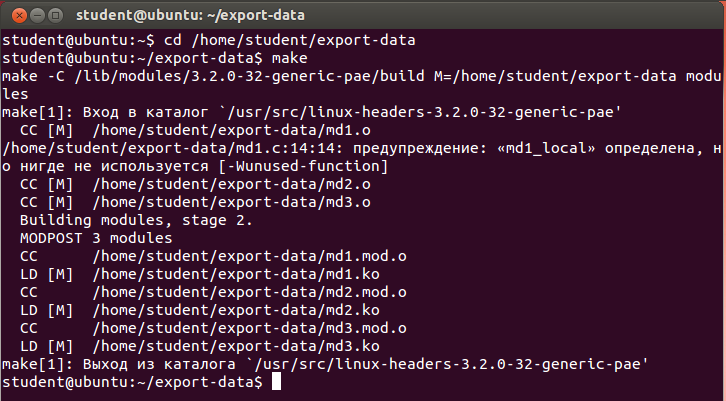 student@ubuntu: ~/export-data
student@ubuntu:~$ cd /home/student/export-data
student@ubuntu:~/export-data$ make
make -C /lib/modules/3.2.0-32-generic-pae/build M=/home/student/export-data modu
les
make[1]: Вход в каталог `/usr/src/linux-headers-3.2.0-32-generic-pae'
  CC [M]  /home/student/export-data/md1.o
/home/student/export-data/md1.c:14:14: предупреждение: «md1_local» определена, н
о нигде не используется [-Wunused-function]
  CC [M]  /home/student/export-data/md2.o
  CC [M]  /home/student/export-data/md3.o
  Building modules, stage 2.
  MODPOST 3 modules
  CC      /home/student/export-data/md1.mod.o
  LD [M]  /home/student/export-data/md1.ko
  CC      /home/student/export-data/md2.mod.o
  LD [M]  /home/student/export-data/md2.ko
  CC      /home/student/export-data/md3.mod.o
  LD [M]  /home/student/export-data/md3.ko
make[1]: Выход из каталога `/usr/src/linux-headers-3.2.0-32-generic-pae'
student@ubuntu:~/export-data$